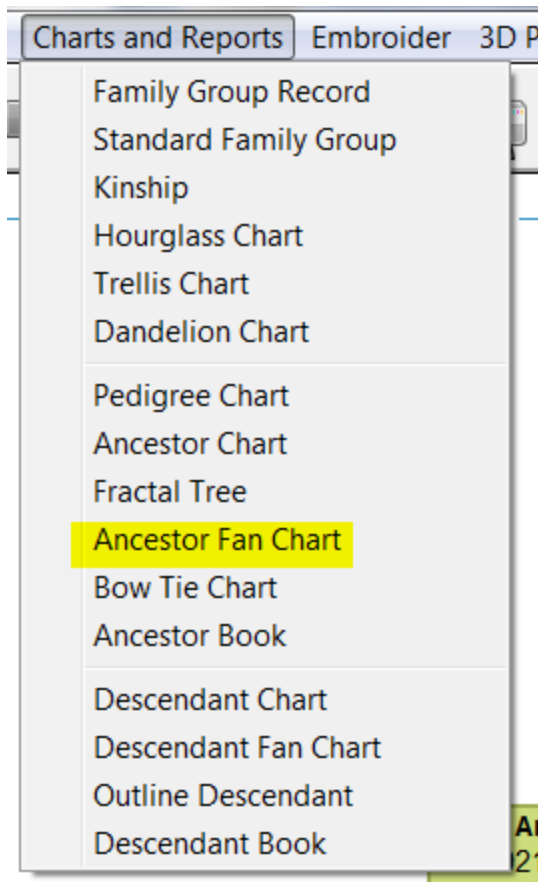 Charts and Reports Embroider 3D P
Family Group Record
Standard Family Group
Kinship
Hourglass Chart
Trellis Chart
Dandelion Chart
Pedigree Chart
Ancestor Chart
Fractal Tree
Ancestor Fan Chart
Bow Tie Chart
Ancestor Book
Descendant Chart
Descendant Fan Chart
Outline Descendant
Descendant Book